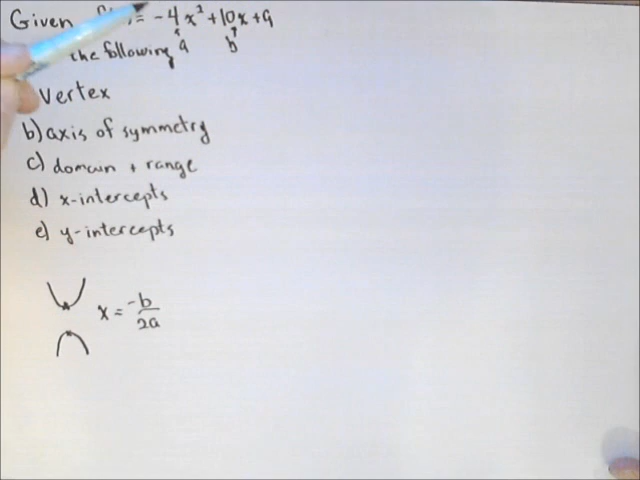 Given = -4x² + 10x + 9
a b
the following
Vertex
b) axis of symmetry
c) domain + range
d) x-intercepts
e) y-intercepts
x = -b/2a